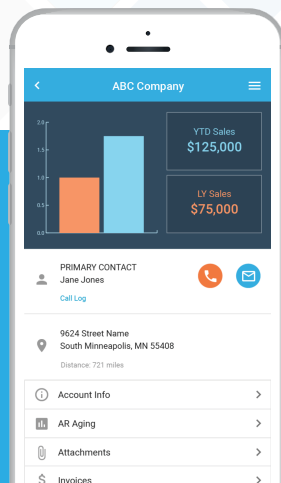 ABC Company
2.0
1.5
1.0
0.5
0.0
YTD Sales
$125,000
LY Sales
$75,000
PRIMARY CONTACT
Jane Jones
Call Log
9624 Street Name
South Minneapolis, MN 55408
Distance: 721 miles
Account Info
AR Aging
Attachments
Invoices